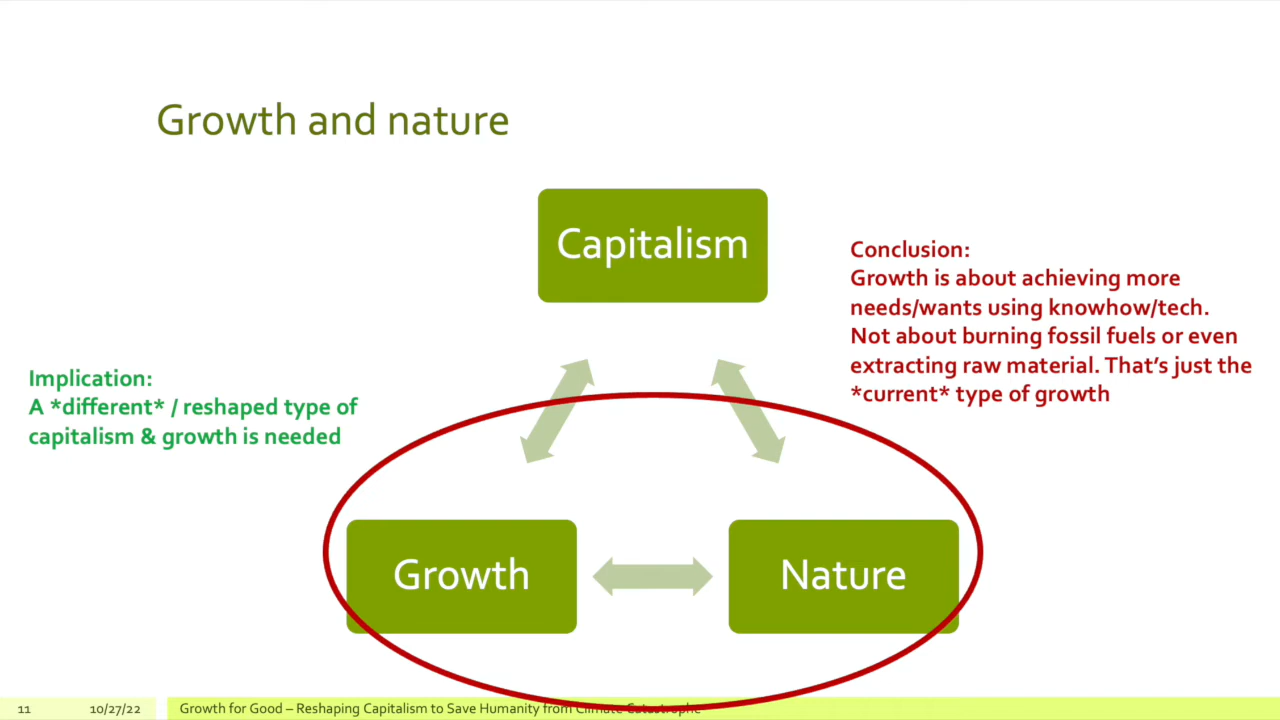 Growth and nature
Capitalism
Conclusion:
Growth is about achieving more
needs/wants using knowhow/tech.
Not about burning fossil fuels or even
extracting raw material. That’s just the
*current* type of growth
Implication:
A *different* / reshaped type of
capitalism & growth is needed
Growth
Nature
11
10/27/22
Growth for Good – Reshaping Capitalism to Save Humanity from Climate Catastrophe